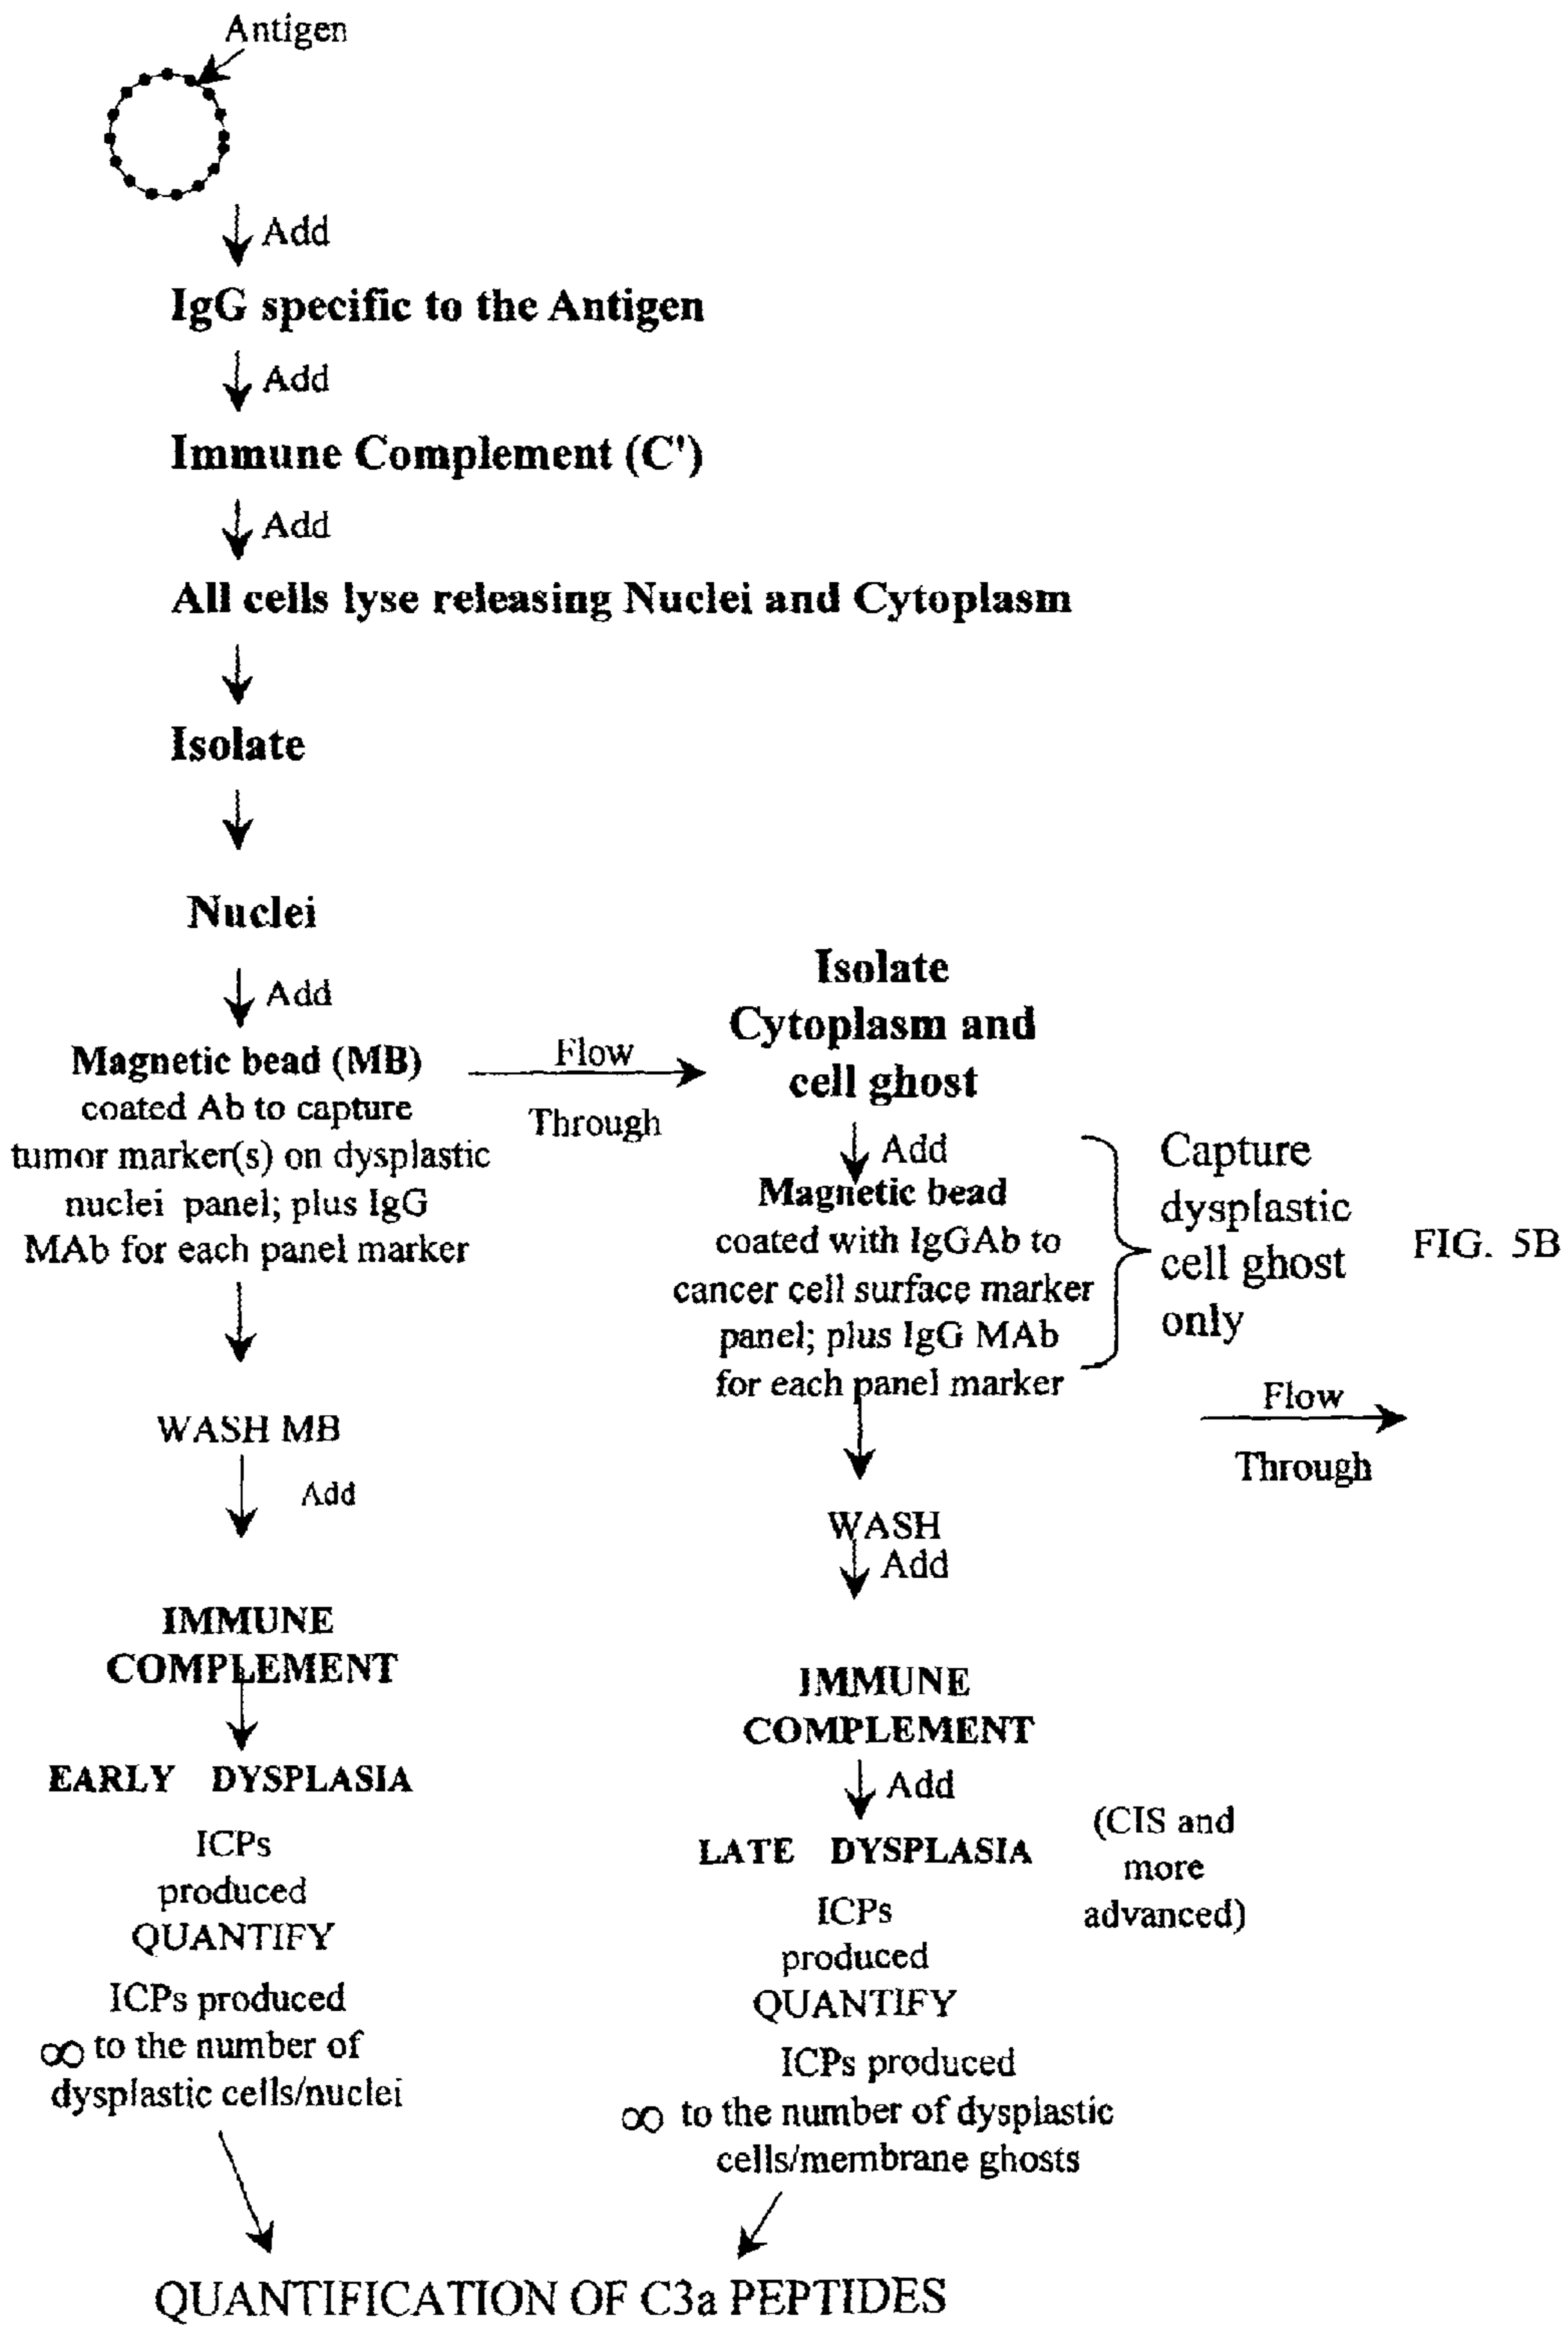 Antigen
Add
IgG specific to the Antigen
Add
Immune Complement (C')
Add
All cells lyse releasing Nuclei and Cytoplasm
Isolate
Nuclei
Add
Magnetic bead (MB)
coated Ab to capture
tumor marker(s) on dysplastic
nuclei panel; plus IgG
MAb for each panel marker
Flow
Through
WASH MB
Add
IMMUNE
COMPLEMENT
EARLY DYSPLASIA
ICPs
produced
QUANTIFY
ICPs produced
∞ to the number of
dysplastic cells/nuclei
Isolate
Cytoplasm and
cell ghost
Add
Magnetic bead
coated with IgGAb to
cancer cell surface marker
panel; plus IgG MAb
for each panel marker
Capture
dysplastic
cell ghost
only
FIG. 5B
Flow
Through
WASH
Add
IMMUNE
COMPLEMENT
Add
LATE DYSPLASIA
(CIS and
more
advanced)
ICPs
produced
QUANTIFY
ICPs produced
∞ to the number of dysplastic
cells/membrane ghosts
QUANTIFICATION OF C3a PEPTIDES